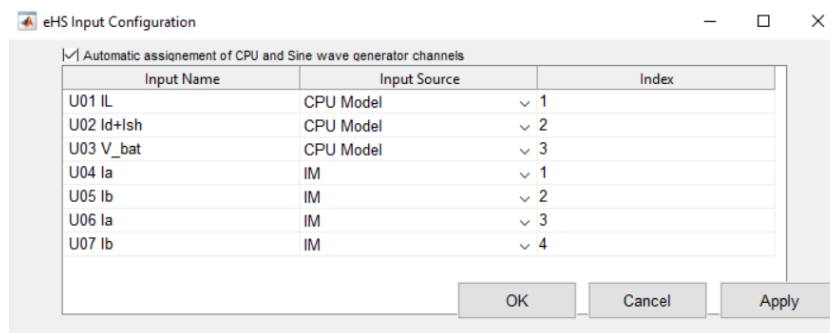 eHS Input Configuration
Automatic assignement of CPU and Sine wave generator channels
Input Name Input Source Index
U01 IL CPU Model 1
U02 Id+Ish CPU Model 2
U03 V_bat CPU Model 3
U04 Ia IM 1
U05 Ib IM 2
U06 Ia IM 3
U07 Ib IM 4
OK Cancel Apply